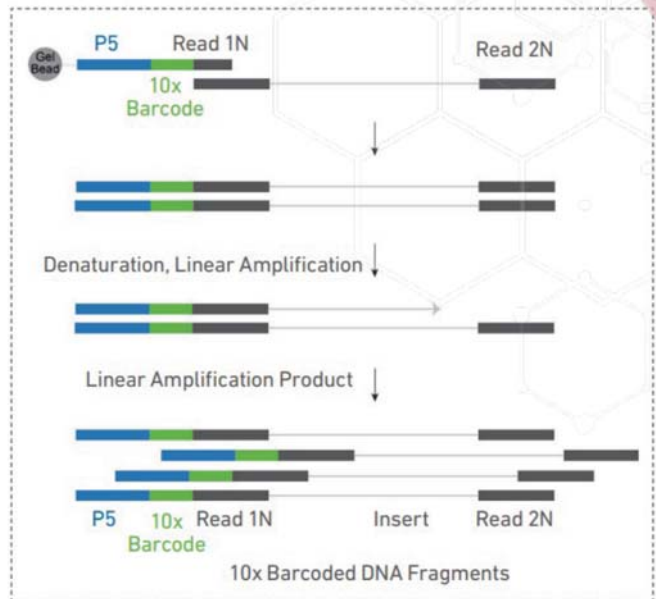 P5 Read 1N
Read 2N
Gel
Bead
10x
Barcode
Denaturation, Linear Amplification
Linear Amplification Product
P5 10x Read 1N Insert Read 2N
Barcode
10x Barcoded DNA Fragments